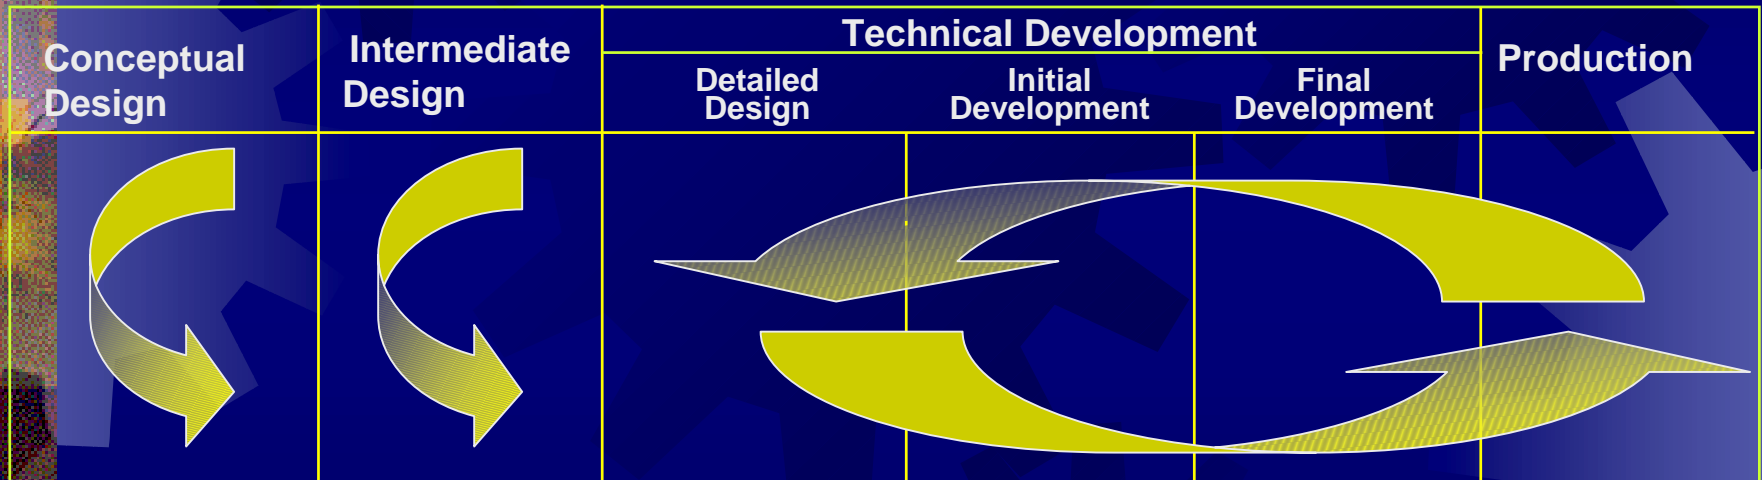 Conceptual
Design
Intermediate
Design
Technical Development
Detailed
Design
Initial
Development
Final
Development
Production